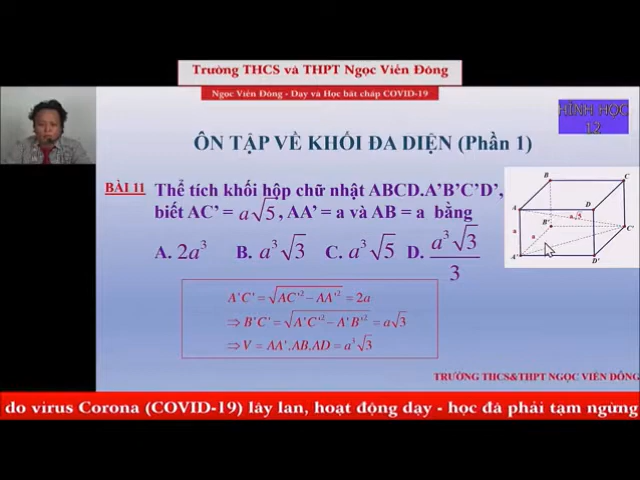 Trường THCS và THPT Ngọc Viễn Đông
Ngọc Viễn Đông - Dạy và Học bất chấp COVID-19
HÌNH HỌC
12
ÔN TẬP VỀ KHỐI ĐA DIỆN (Phần 1)
BÀI 11 Thể tích khối hộp chữ nhật ABCD.A’B’C’D’,
biết AC’ = a√5 , AA’ = a và AB = a bằng
A. 2a³ B. a³√3 C. a³√5 D. a³√3/3
B C
A D
a√5
B' C'
a a
A' D'
A'C' = √(AC'² − AA'²) = 2a
⇒ B'C' = √(A'C'² − A'B'²) = a√3
⇒ V = AA'.AB.AD = a³√3
TRƯỜNG THCS&THPT NGỌC VIỄN ĐÔNG
do virus Corona (COVID-19) lây lan, hoạt động dạy - học đã phải tạm ngừng